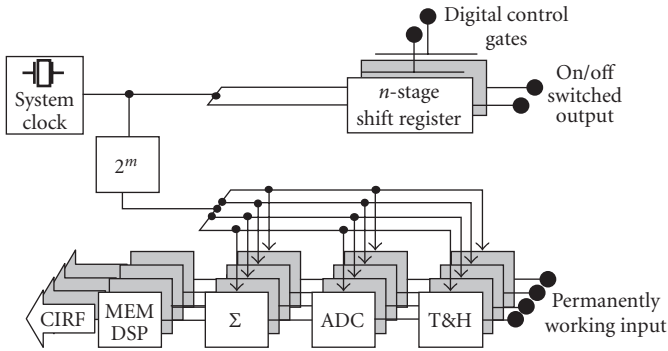 Digital control
gates
System
clock
n-stage
shift register
On/off
switched
output
2^m
CIRF
MEM
DSP
Σ
ADC
T&H
Permanently
working input